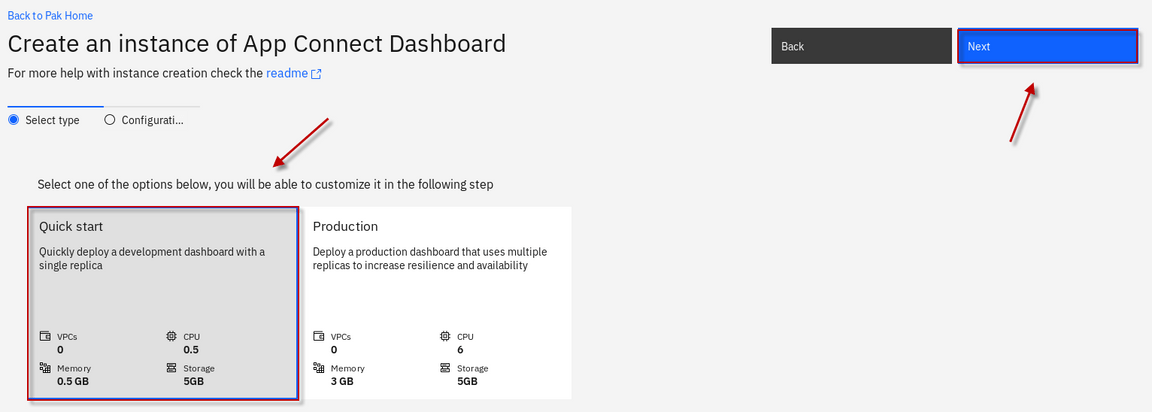 Back to Pak Home
Create an instance of App Connect Dashboard
Back
Next
For more help with instance creation check the readme
Select type
Configurati...
Select one of the options below, you will be able to customize it in the following step
Quick start
Quickly deploy a development dashboard with a
single replica
VPCs
0
CPU
0.5
Memory
0.5 GB
Storage
5GB
Production
Deploy a production dashboard that uses multiple
replicas to increase resilience and availability
VPCs
0
CPU
6
Memory
3 GB
Storage
5GB